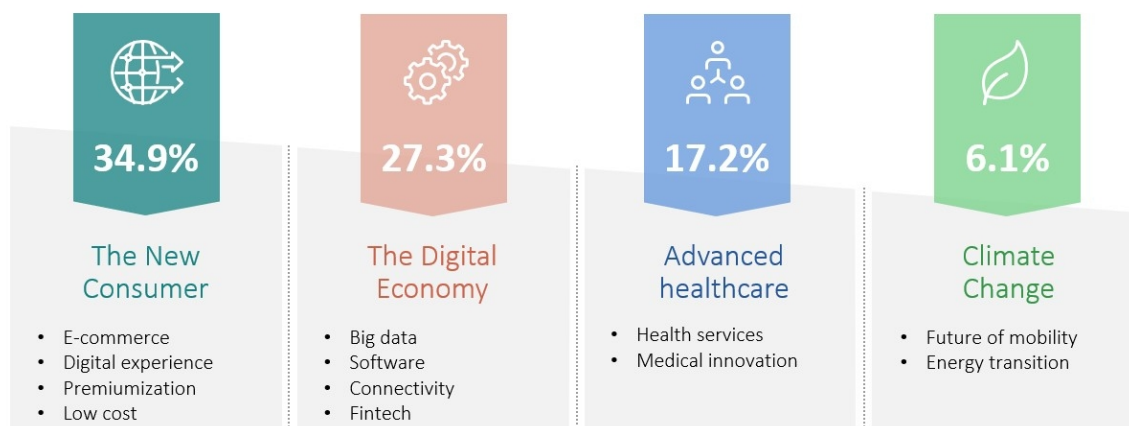 34.9%
The New
Consumer
• E-commerce
• Digital experience
• Premiumization
• Low cost
27.3%
The Digital
Economy
• Big data
• Software
• Connectivity
• Fintech
17.2%
Advanced
healthcare
• Health services
• Medical innovation
6.1%
Climate
Change
• Future of mobility
• Energy transition